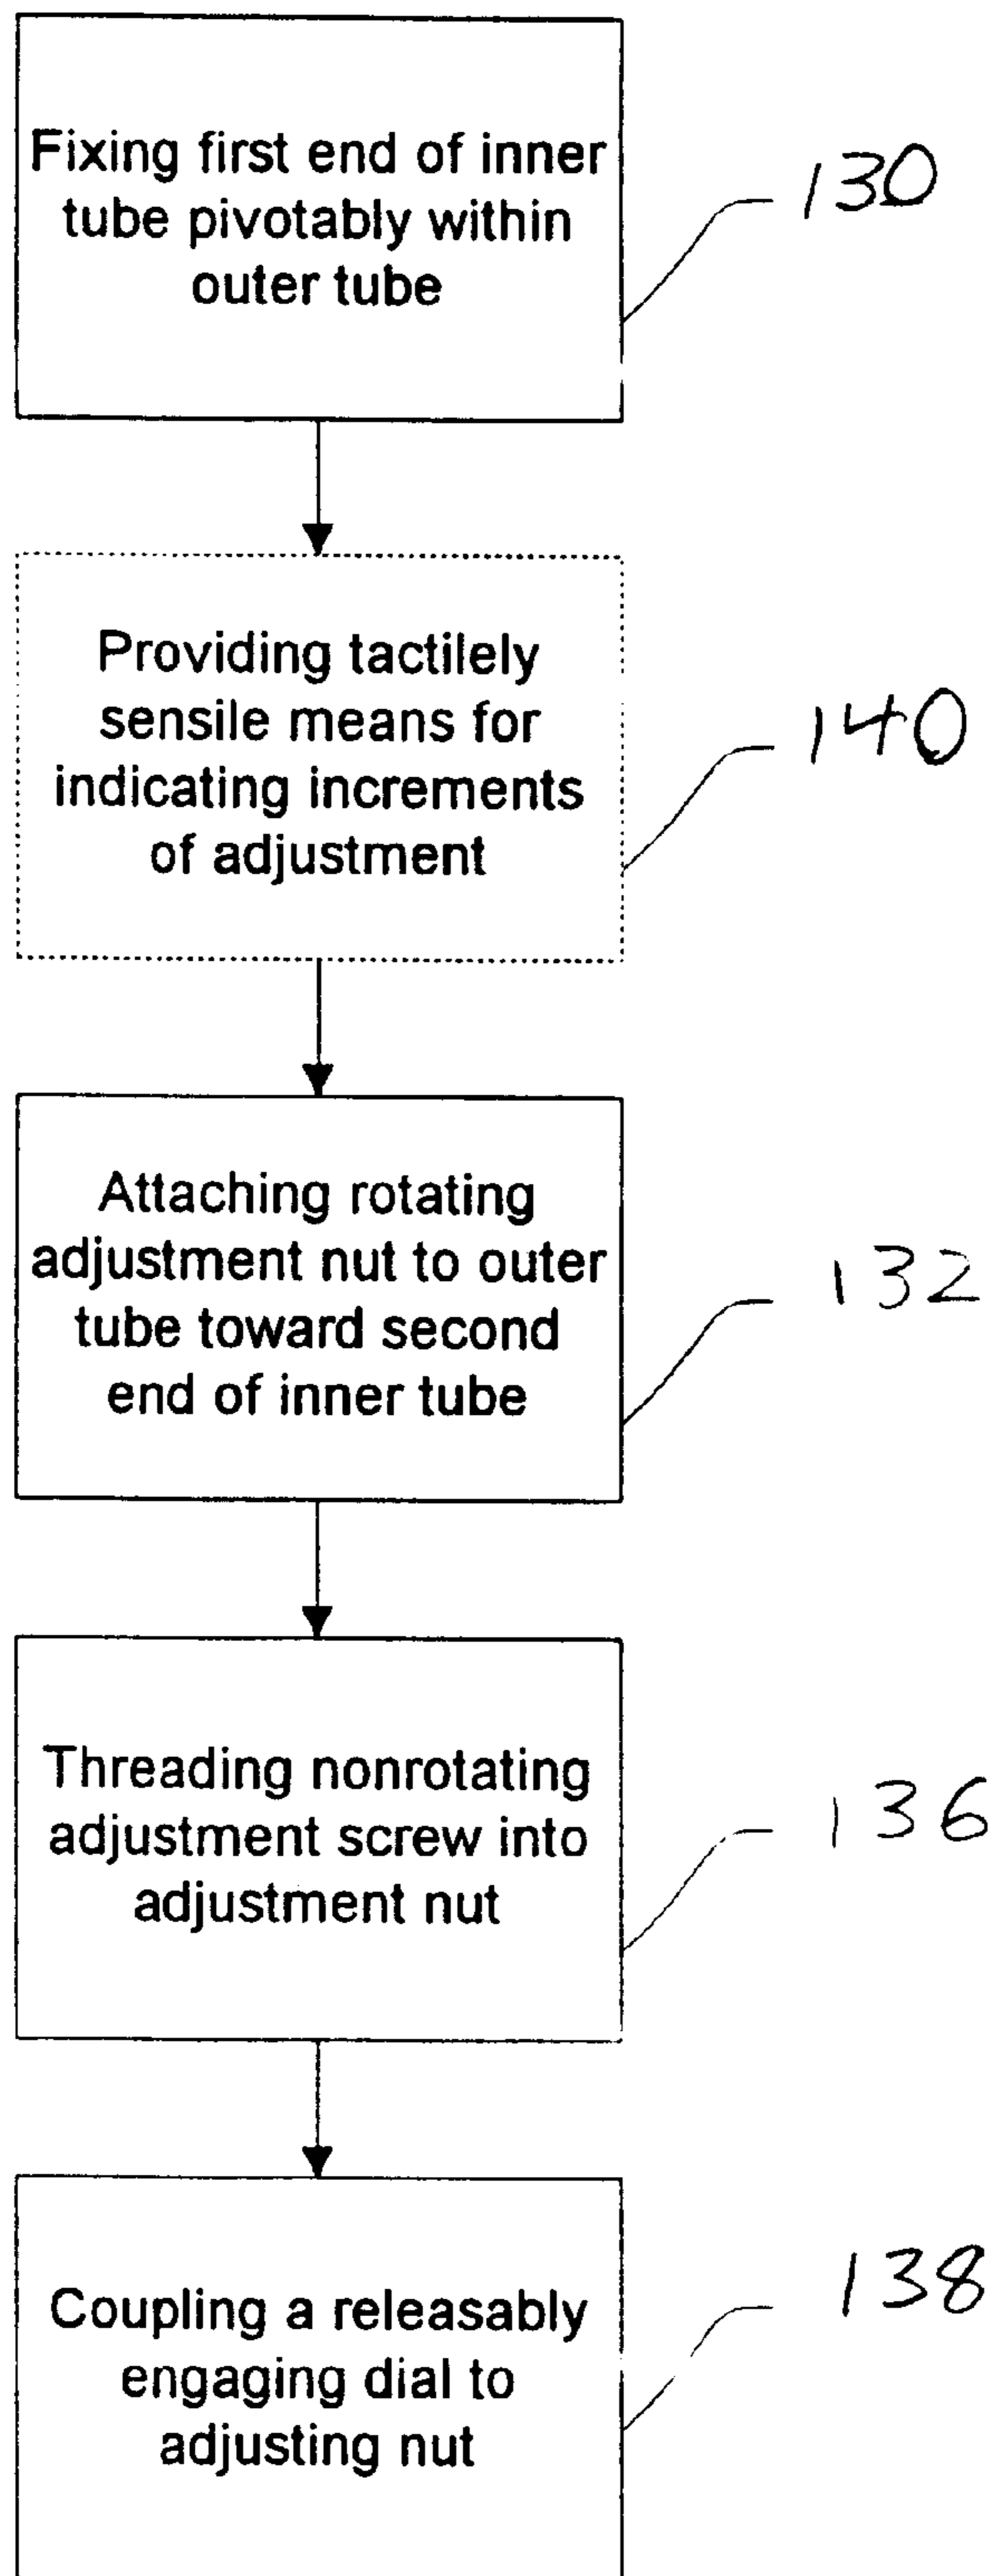 Fixing first end of inner
tube pivotably within
outer tube
130
Providing tactilely
sensile means for
indicating increments
of adjustment
140
Attaching rotating
adjustment nut to outer
tube toward second
end of inner tube
132
Threading nonrotating
adjustment screw into
adjustment nut
136
Coupling a releasably
engaging dial to
adjusting nut
138